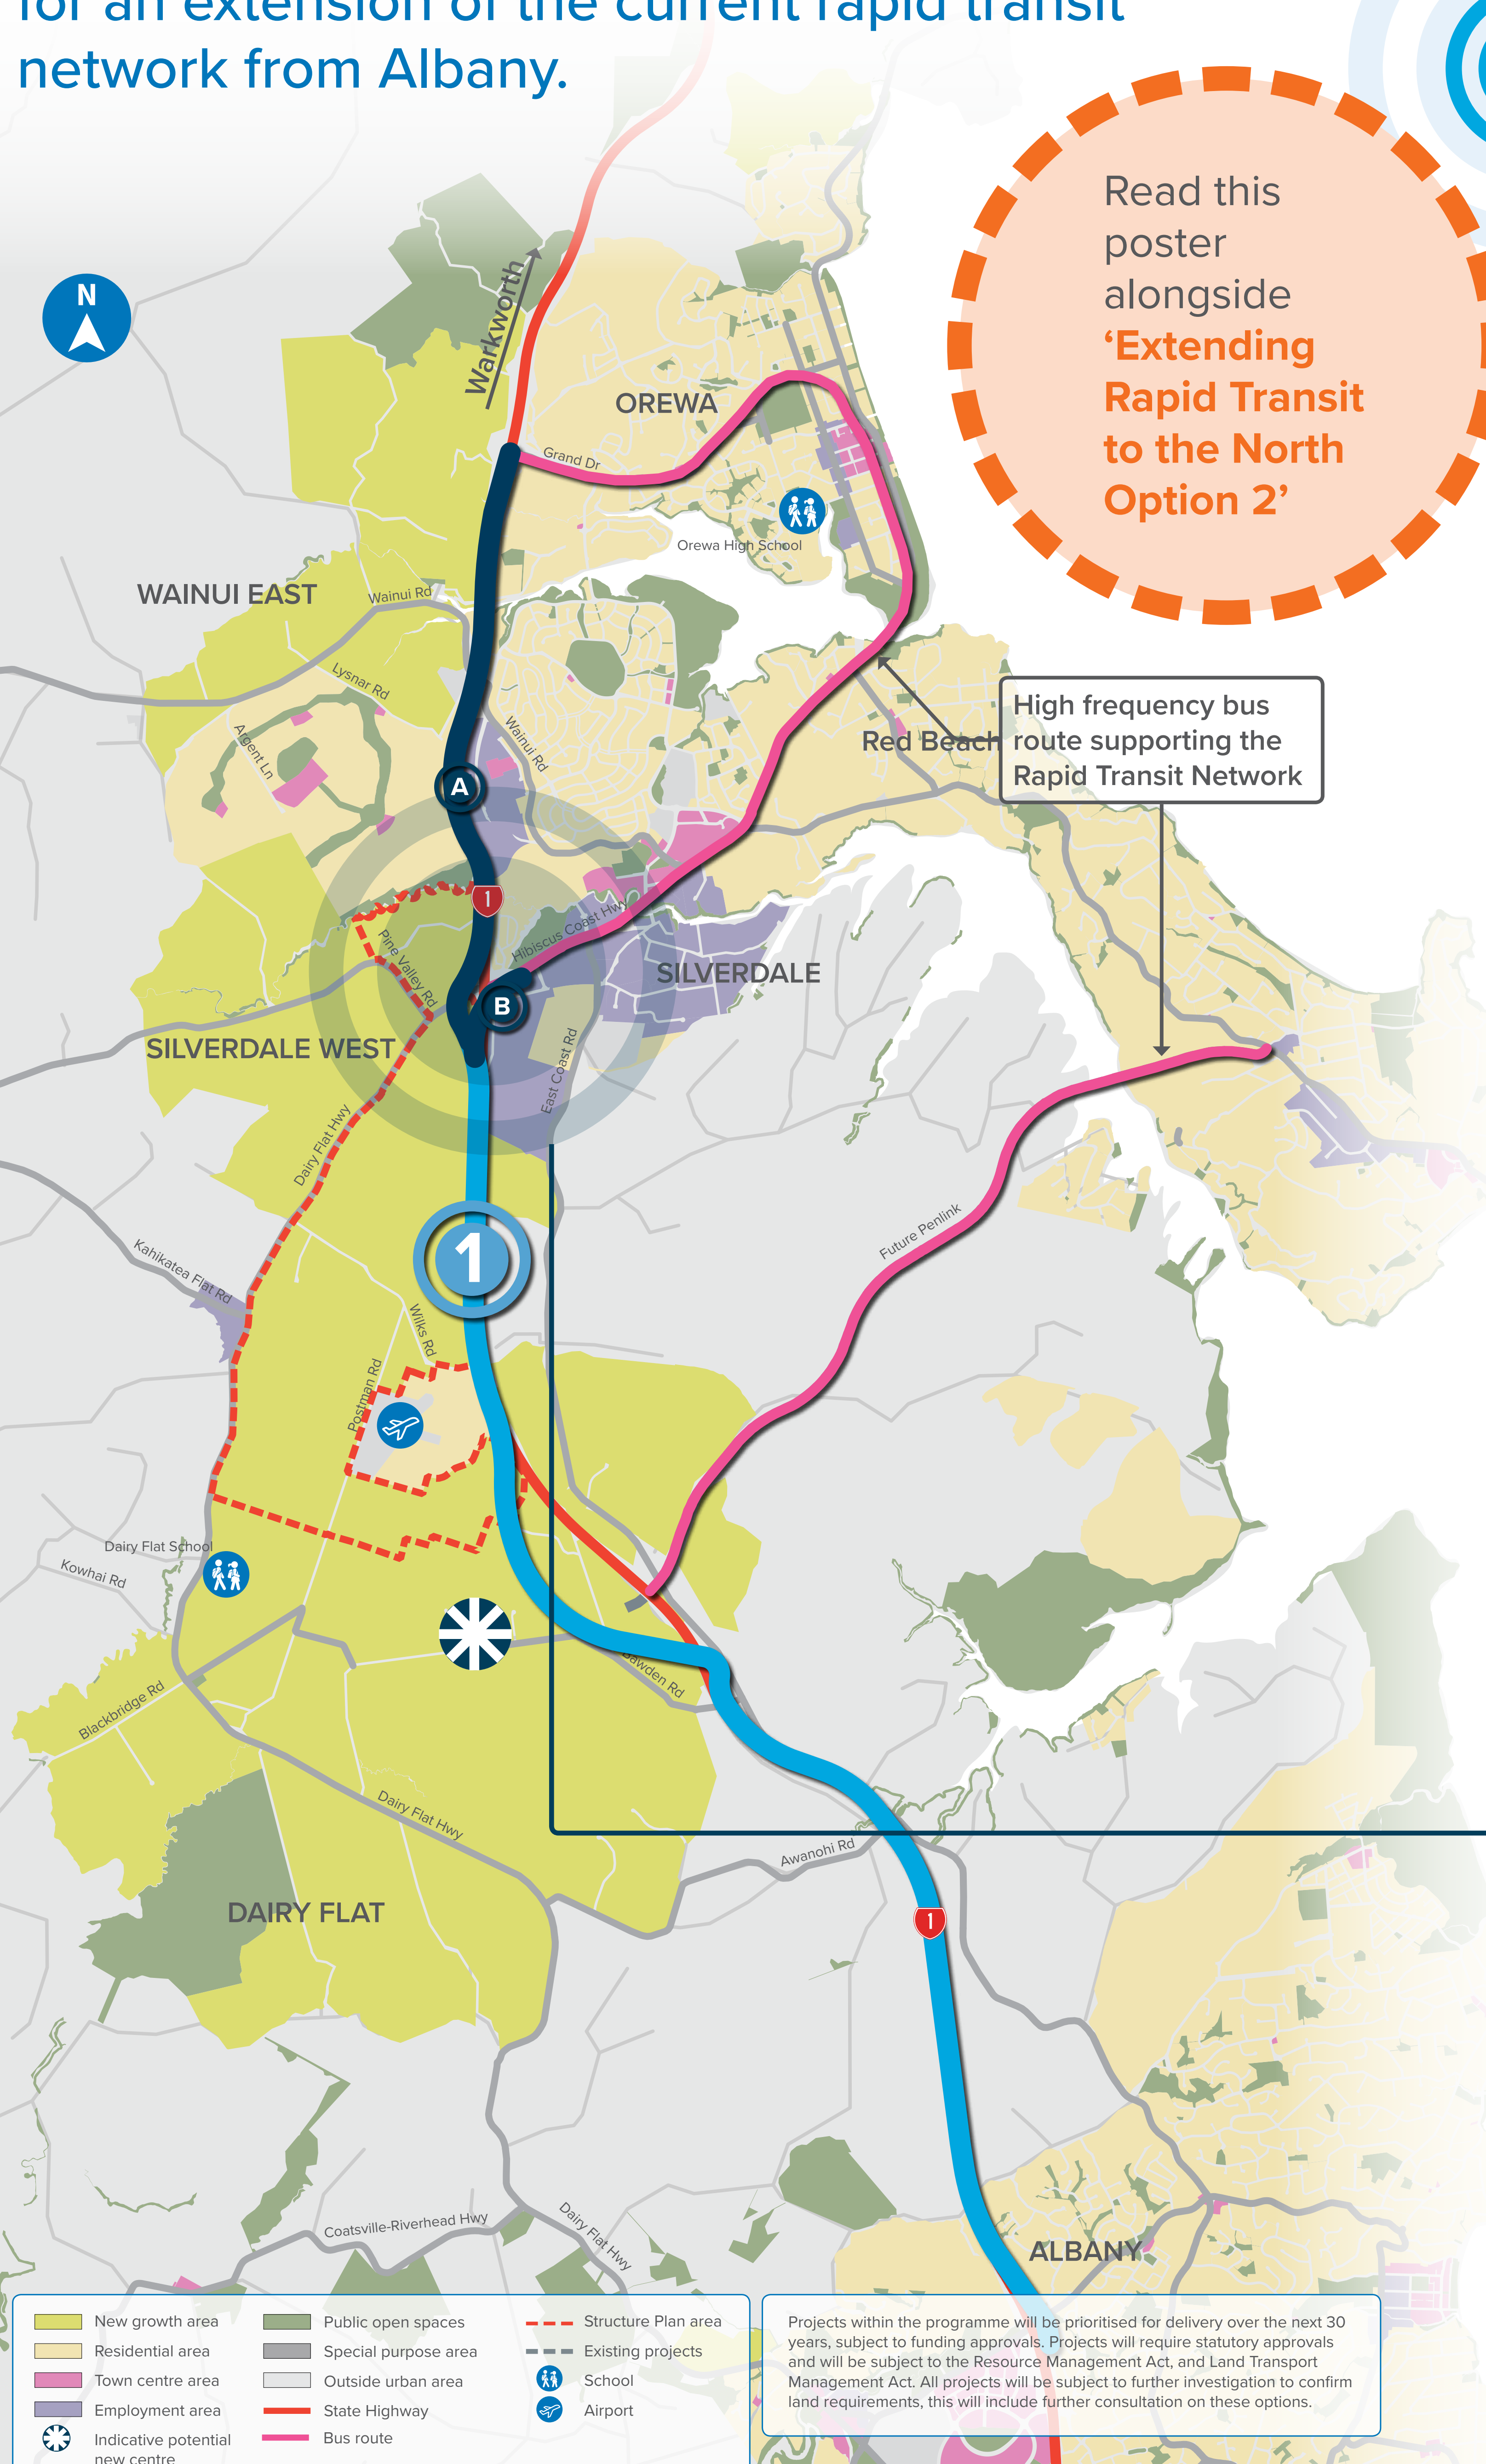 for an extension of the current rapid transit
network from Albany.
Read this
poster
alongside
‘Extending
Rapid Transit
to the North
Option 2’
N
Warkworth
OREWA
Grand Dr
Orewa High School
WAINUI EAST
Wainui Rd
Lysnar Rd
Argent Ln
Wainui Rd
High frequency bus
route supporting the
Rapid Transit Network
Red Beach
A
1
Pine Valley Rd
Hibiscus Coast Hwy
SILVERDALE
B
SILVERDALE WEST
East Coast Rd
Dairy Flat Hwy
1
Future Penlink
Kahikatea Flat Rd
Wilks Rd
Postman Rd
Dairy Flat School
Kowhai Rd
Bawden Rd
Blackbridge Rd
Dairy Flat Hwy
Awanohi Rd
DAIRY FLAT
1
Coatsville-Riverhead Hwy
Dairy Flat Hwy
ALBANY
New growth area
Residential area
Town centre area
Employment area
Indicative potential
new centre
Public open spaces
Special purpose area
Outside urban area
State Highway
Bus route
Structure Plan area
Existing projects
School
Airport
Projects within the programme will be prioritised for delivery over the next 30
years, subject to funding approvals. Projects will require statutory approvals
and will be subject to the Resource Management Act, and Land Transport
Management Act. All projects will be subject to further investigation to confirm
land requirements, this will include further consultation on these options.